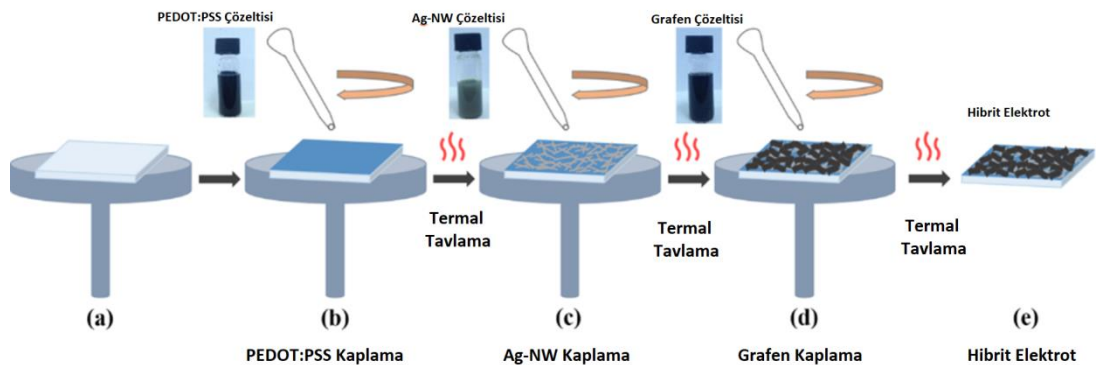 PEDOT:PSS Çözeltisi
Ag-NW Çözeltisi
Grafen Çözeltisi
Hibrit Elektrot
Termal
Tavlama
Termal
Tavlama
Termal
Tavlama
(a)
(b)
(c)
(d)
(e)
PEDOT:PSS Kaplama
Ag-NW Kaplama
Grafen Kaplama
Hibrit Elektrot